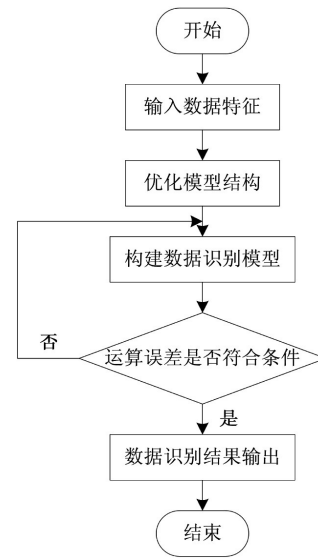 开始
输入数据特征
优化模型结构
构建数据识别模型
否
运算误差是否符合条件
是
数据识别结果输出
结束